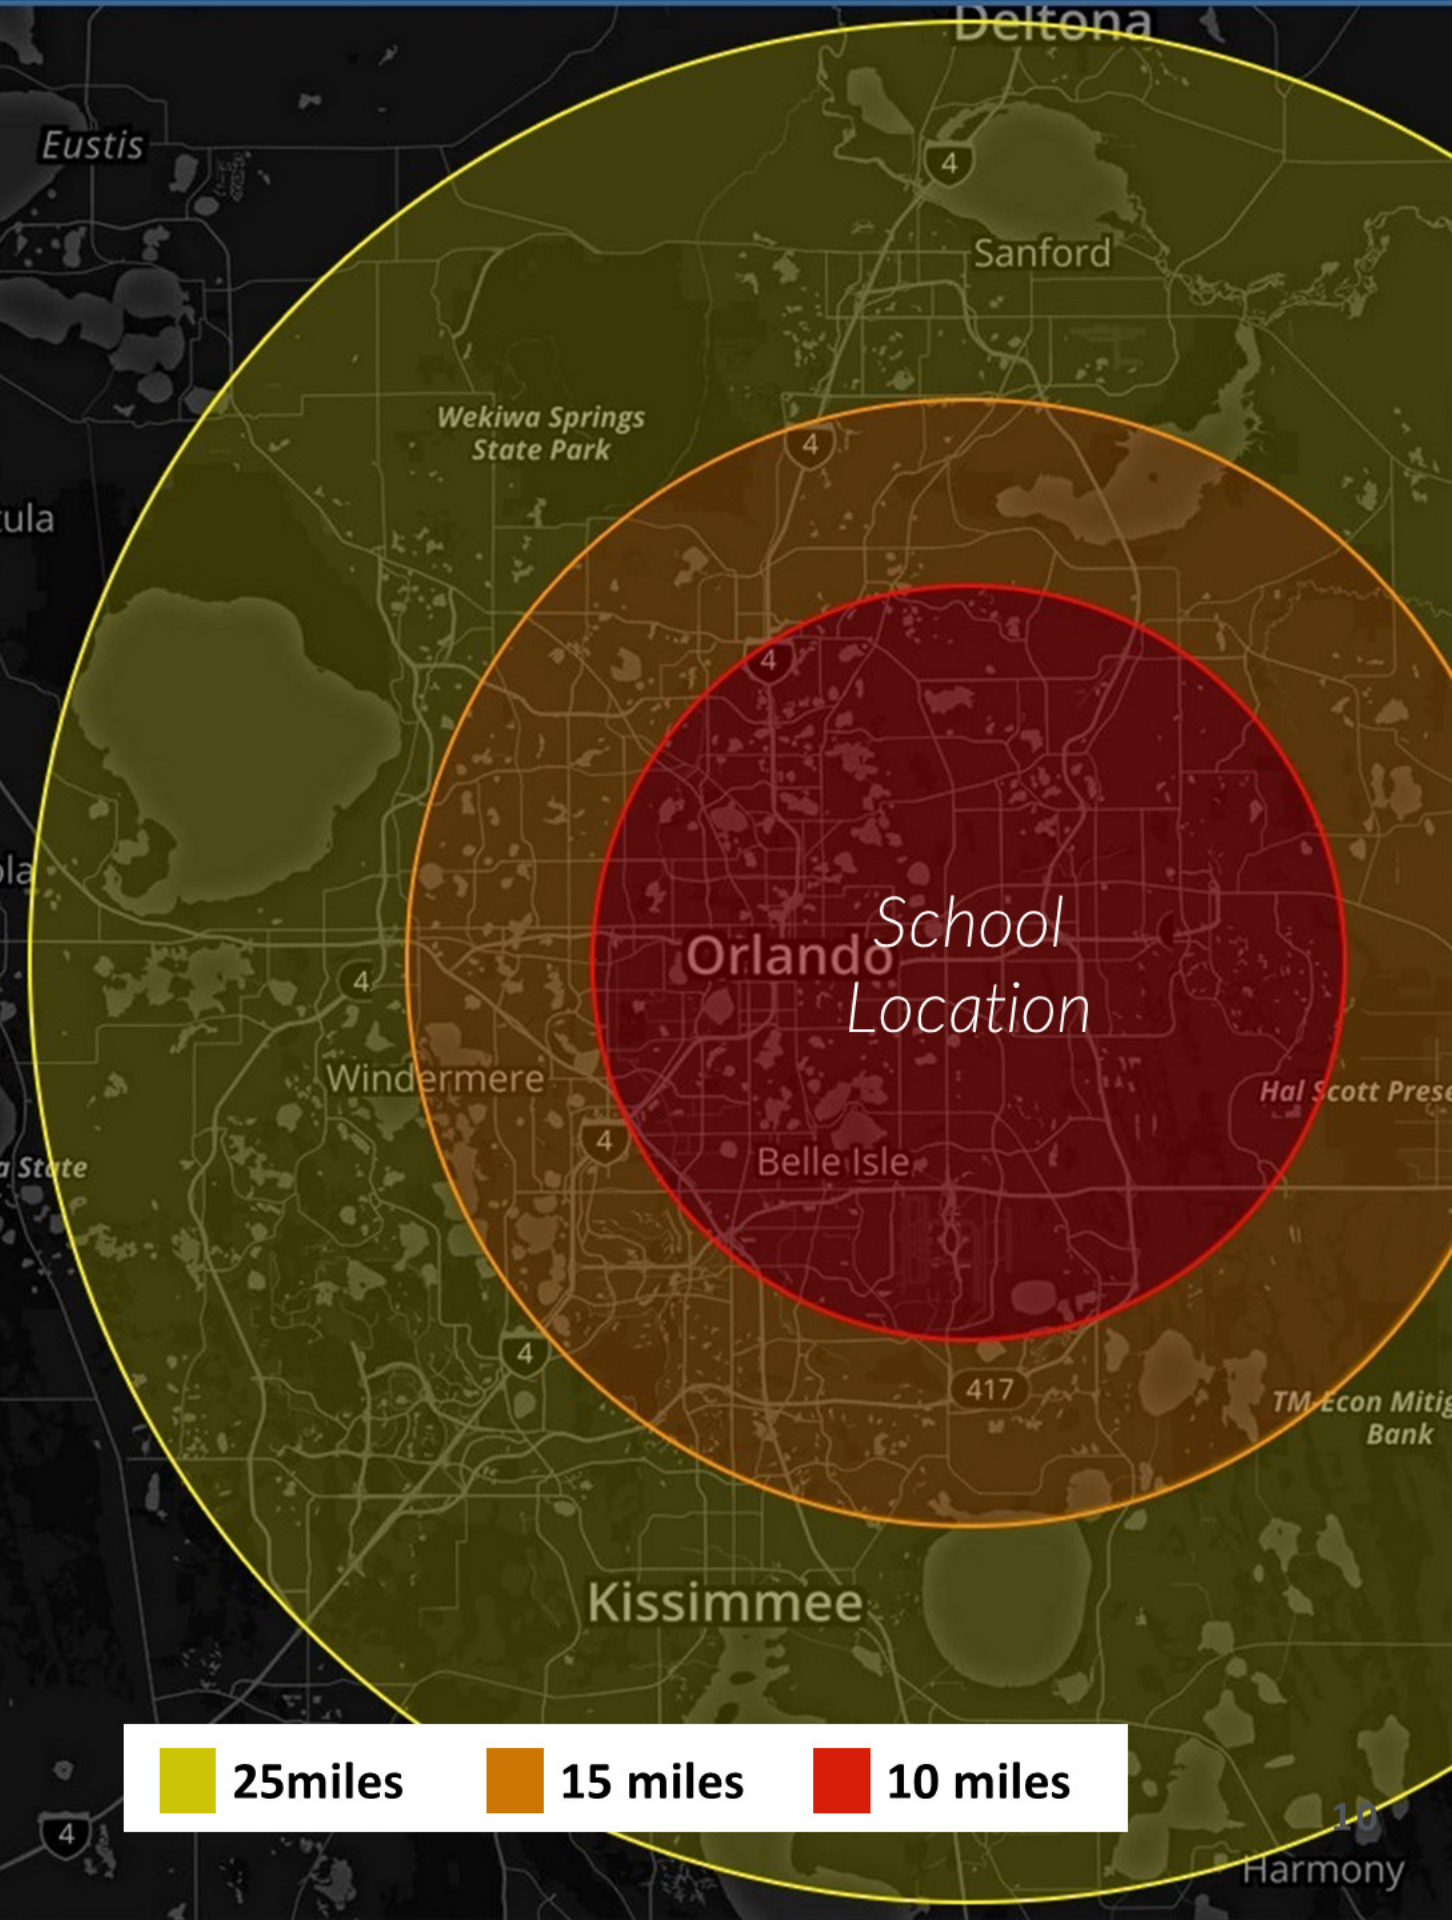 Deltona
Eustis
4
Sanford
Wekiwa Springs
State Park
4
ula
4
School
Orlando
Location
4
Windermere
Hal Scott Prese
4
Belle Isle
a State
4
417
TM-Econ Mitig
Bank
Kissimmee
25miles
15 miles
10 miles
10
4
Harmony